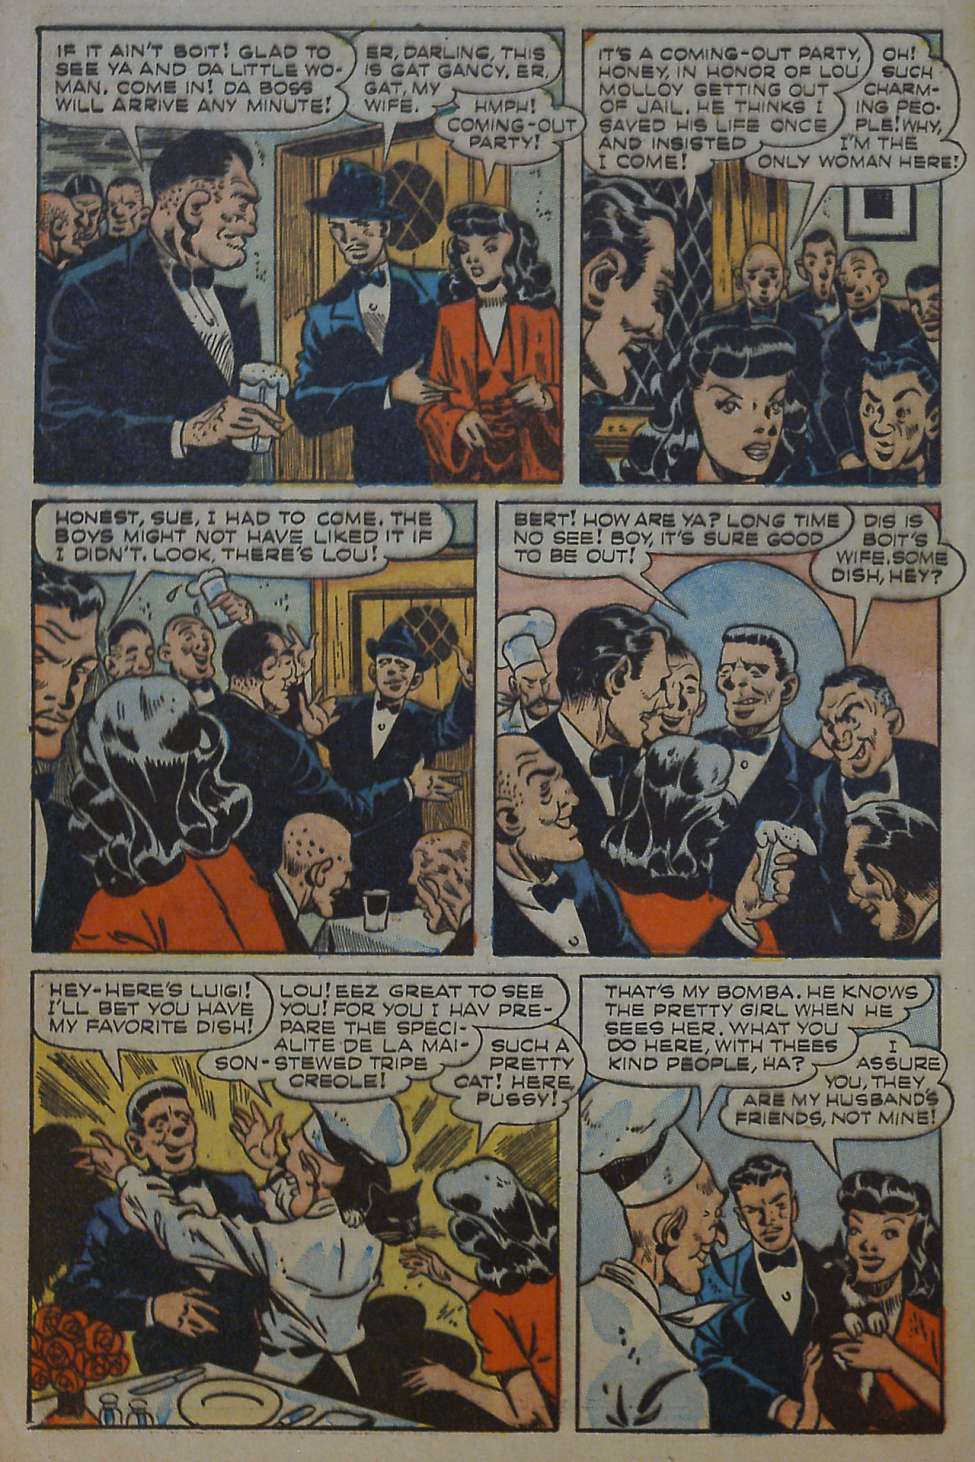 IF IT AIN'T BOIT! GLAD TO
SEE YA AND DA LITTLE WO-
MAN. COME IN! DA BOSS
WILL ARRIVE ANY MINUTE!
ER, DARLING, THIS
IS GAT GANCY. ER,
GAT, MY
WIFE.
HMPH!
COMING-OUT
PARTY!
IT'S A COMING-OUT PARTY,
HONEY, IN HONOR OF LOU
MOLLOY GETTING OUT
OF JAIL. HE THINKS I
SAVED HIS LIFE ONCE
AND INSISTED
I COME!
OH!
SUCH
CHARM-
ING PEO-
PLE! WHY,
I'M THE
ONLY WOMAN HERE!
HONEST, SUE, I HAD TO COME. THE
BOYS MIGHT NOT HAVE LIKED IT IF
I DIDN'T. LOOK, THERE'S LOU!
BERT! HOW ARE YA? LONG TIME
NO SEE! BOY, IT'S SURE GOOD
TO BE OUT!
DIS IS
BOIT'S
WIFE. SOME
DISH, HEY?
HEY-HERE'S LUIGI!
I'LL BET YOU HAVE
MY FAVORITE DISH!
LOU! EEZ GREAT TO SEE
YOU! FOR YOU I HAV PRE-
PARE THE SPECI-
ALITE DE LA MAI-
SON-STEWED TRIPE
CREOLE!
SUCH A
PRETTY
CAT! HERE,
PUSSY!
THAT'S MY BOMBA. HE KNOWS
THE PRETTY GIRL WHEN HE
SEES HER. WHAT YOU
DO HERE, WITH THEES
KIND PEOPLE, HA?
I
ASSURE
YOU, THEY
ARE MY HUSBAND'S
FRIENDS, NOT MINE!